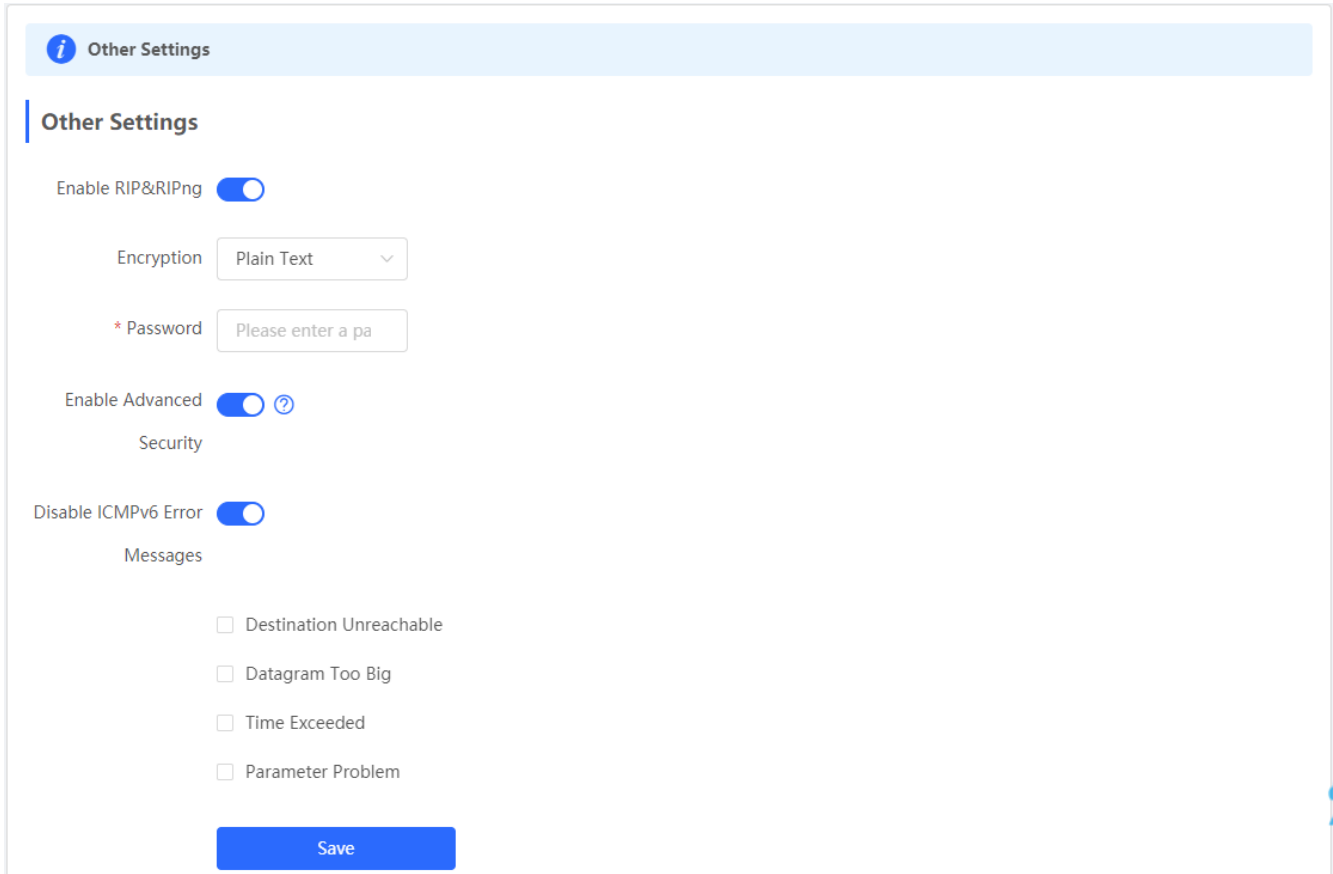 Other Settings
Other Settings
Enable RIP&RIPng
Encryption
Plain Text
* Password
Please enter a pa
Enable Advanced
Security
Disable ICMPv6 Error
Messages
Destination Unreachable
Datagram Too Big
Time Exceeded
Parameter Problem
Save